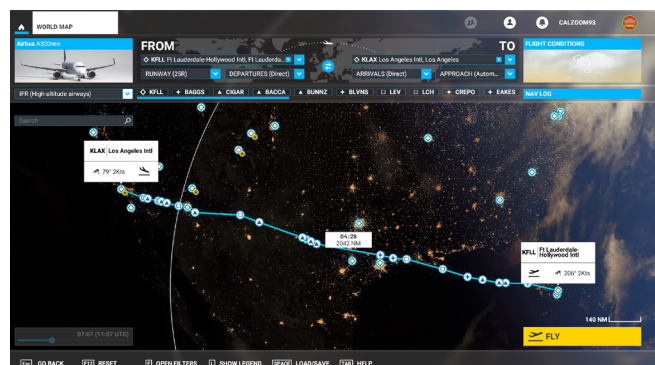 WORLD MAP
CALZOOM93
Airbus A320neo
FROM
TO
FLIGHT CONDITIONS
KFLL Ft Lauderdale-Hollywood Intl, Ft Lauderda...
KLAX Los Angeles Intl, Los Angeles
RUNWAY (25R)
DEPARTURES (Direct)
ARRIVALS (Direct)
APPROACH (Autom...
IFR (High-altitude airways)
KFLL
BAGGS
CIGAR
BACCA
BUNNZ
BLVNS
LEV
LCH
CREPO
EAKES
NAV LOG
Search
KLAX Los Angeles Intl
79° 2Kts
04:29
2042 NM
KFLL Ft Lauderdale-
Hollywood Intl
206° 2Kts
140 NM
07:07 (11:07 UTC)
FLY
Esc GO BACK
F12 RESET
F OPEN FILTERS
L SHOW LEGEND
SPACE LOAD/SAVE
TAB HELP